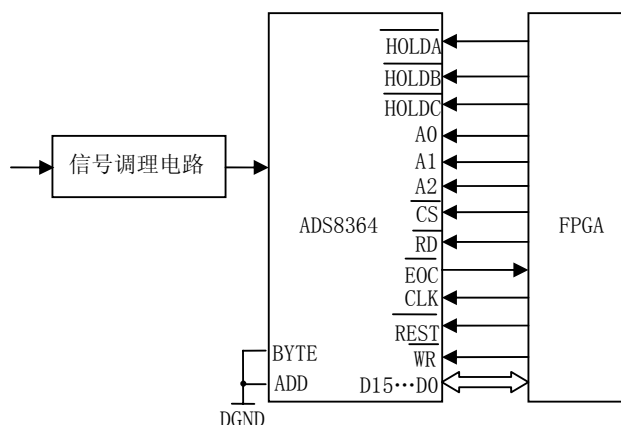 HOLDA
HOLDB
HOLDC
A0
信号调理电路
A1
A2
CS
ADS8364
FPGA
RD
EOC
CLK
REST
BYTE
WR
ADD
D15···D0
DGND